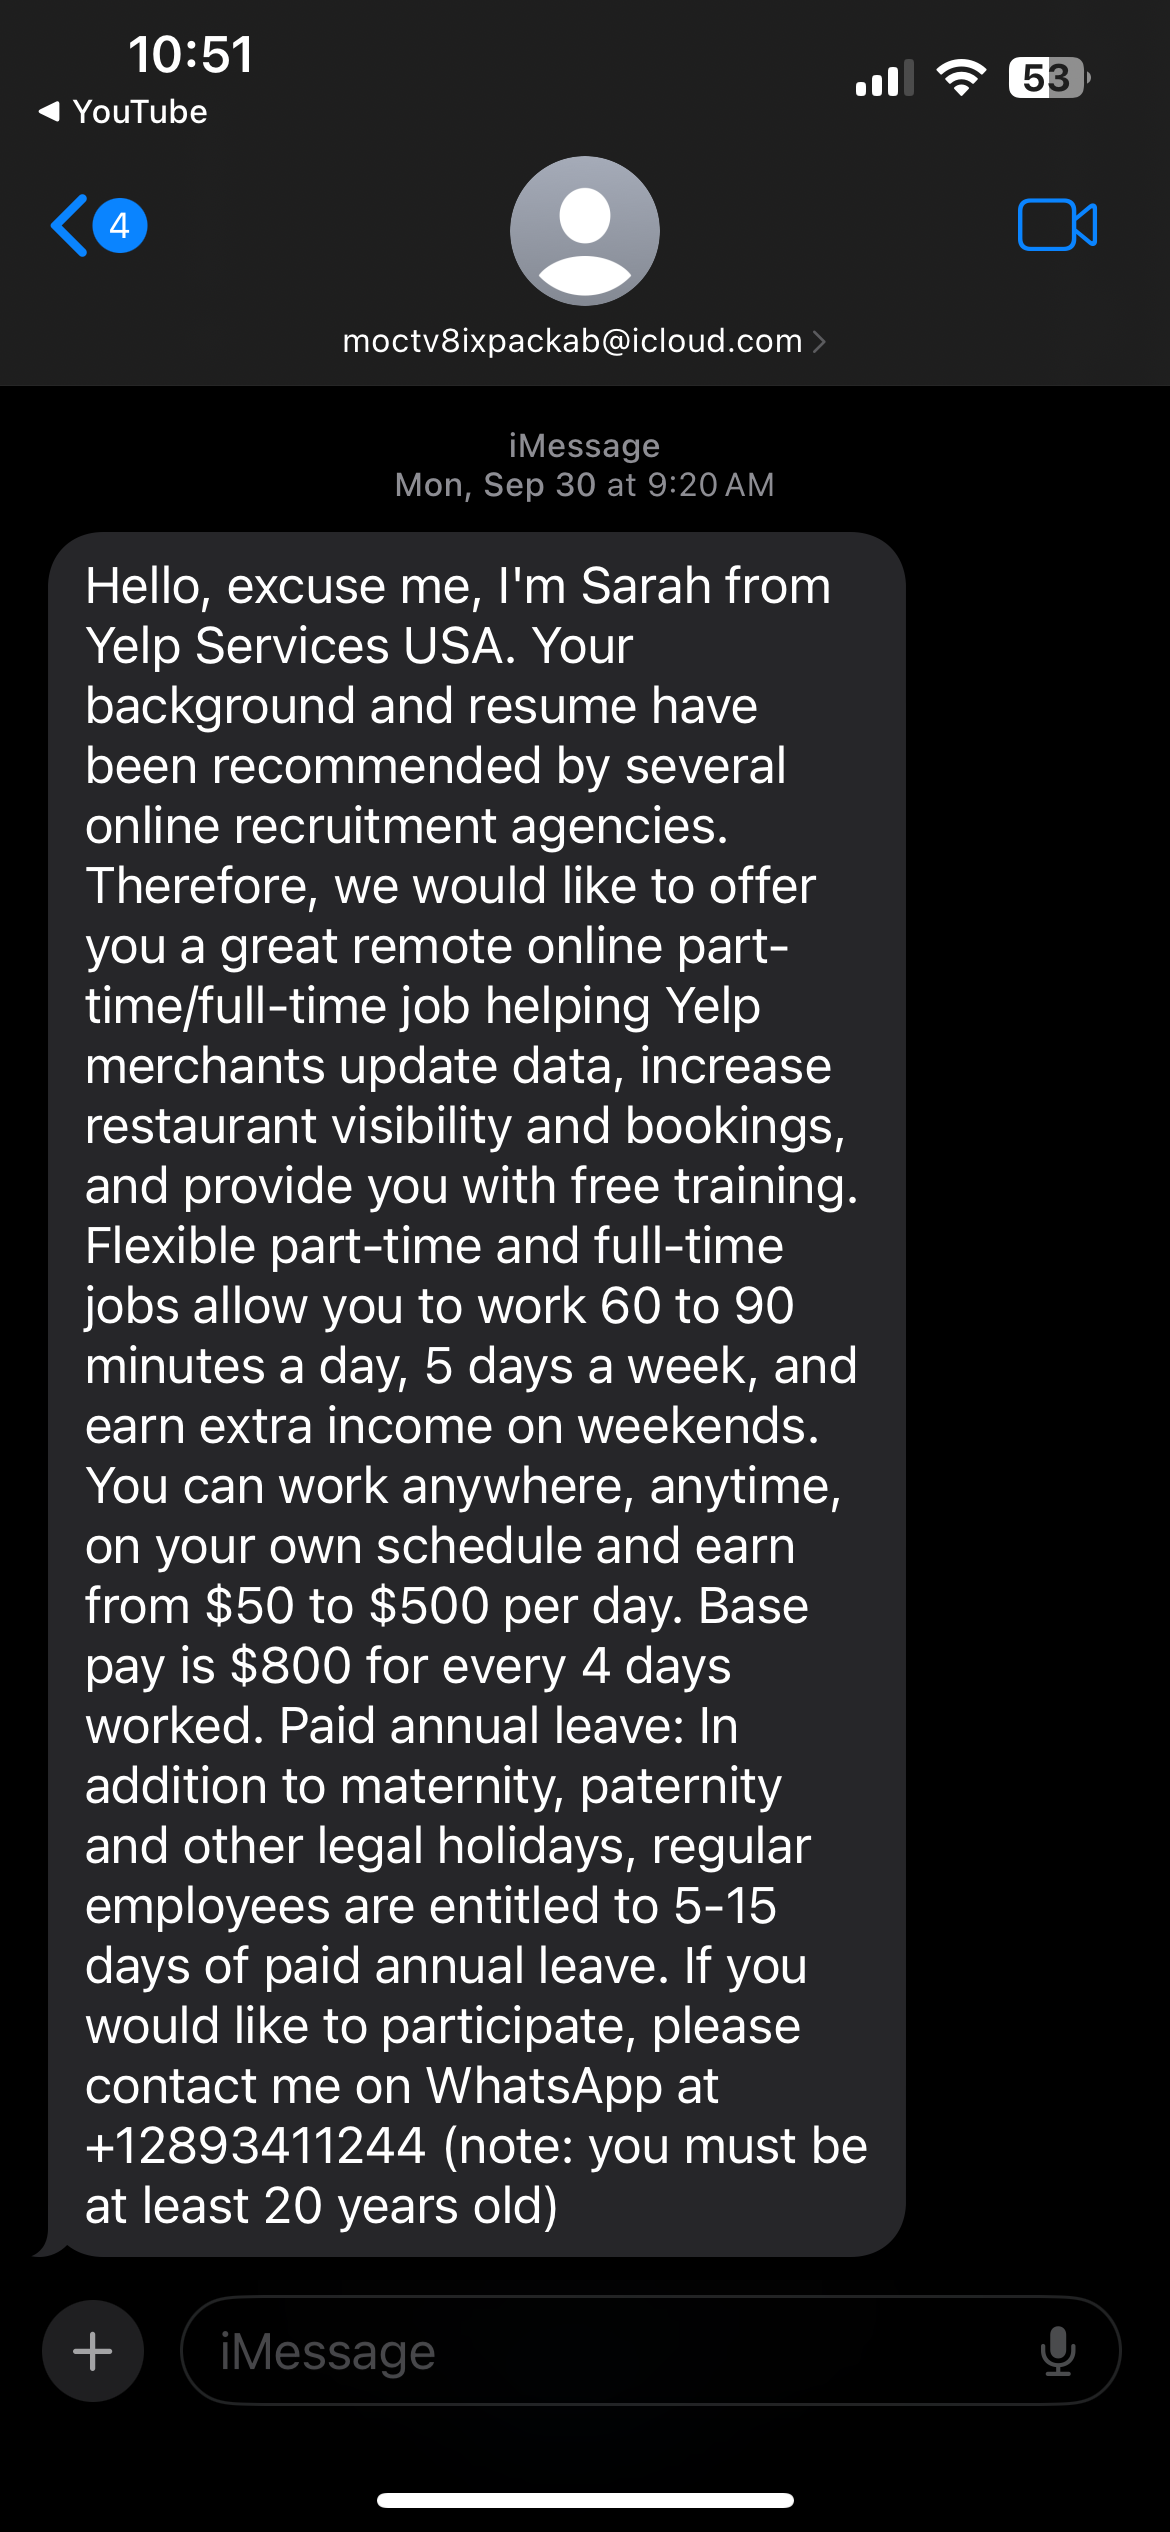 10:51
53
◀ YouTube
4
moctv8ixpackab@icloud.com
iMessage
Mon, Sep 30 at 9:20 AM
Hello, excuse me, I'm Sarah from
Yelp Services USA. Your
background and resume have
been recommended by several
online recruitment agencies.
Therefore, we would like to offer
you a great remote online part-
time/full-time job helping Yelp
merchants update data, increase
restaurant visibility and bookings,
and provide you with free training.
Flexible part-time and full-time
jobs allow you to work 60 to 90
minutes a day, 5 days a week, and
earn extra income on weekends.
You can work anywhere, anytime,
on your own schedule and earn
from $50 to $500 per day. Base
pay is $800 for every 4 days
worked. Paid annual leave: In
addition to maternity, paternity
and other legal holidays, regular
employees are entitled to 5-15
days of paid annual leave. If you
would like to participate, please
contact me on WhatsApp at
+12893411244 (note: you must be
at least 20 years old)
iMessage